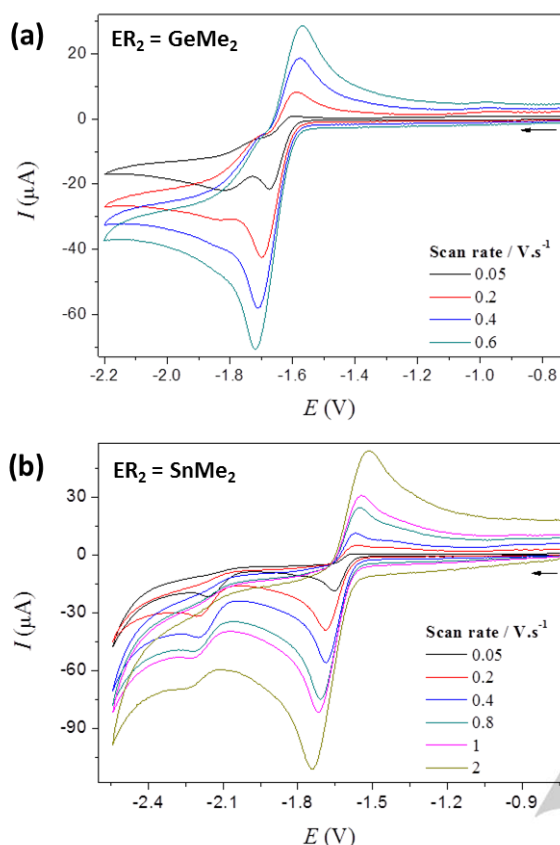 (a)
ER₂ = GeMe₂
20
0
-20
-40
-60
I (µA)
Scan rate / V.s⁻¹
0.05
0.2
0.4
0.6
-2.2 -2.0 -1.8 -1.6 -1.4 -1.2 -1.0 -0.8
E (V)
(b)
ER₂ = SnMe₂
30
0
-30
-60
-90
I (µA)
Scan rate / V.s⁻¹
0.05
0.2
0.4
0.8
1
2
-2.4 -2.1 -1.8 -1.5 -1.2 -0.9
E (V)